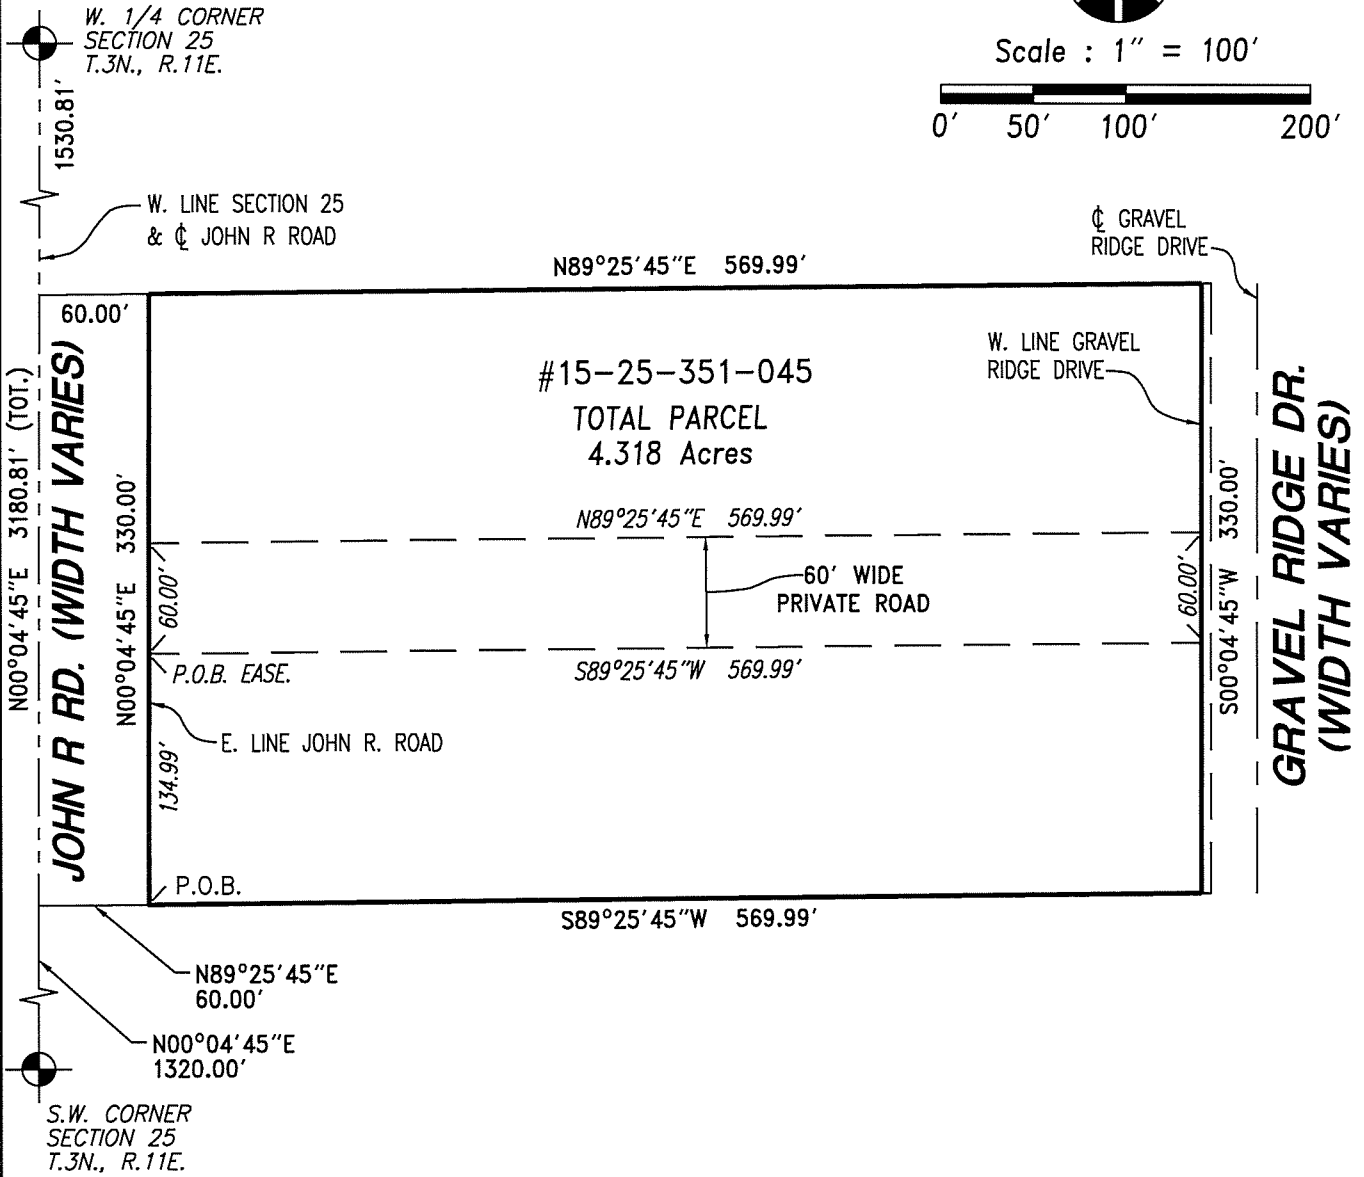 W. 1/4 CORNER
SECTION 25
T.3N., R.11E.
Scale : 1" = 100'
0' 50' 100' 200'
1530.81'
W. LINE SECTION 25
& ℄ JOHN R ROAD
℄ GRAVEL
RIDGE DRIVE
N89°25'45"E 569.99'
60.00'
#15-25-351-045
TOTAL PARCEL
4.318 Acres
W. LINE GRAVEL
RIDGE DRIVE
N00°04'45"E 3180.81' (TOT.)
JOHN R RD. (WIDTH VARIES)
N00°04'45"E 330.00'
N89°25'45"E 569.99'
60.00'
60' WIDE
PRIVATE ROAD
60.00'
S00°04'45"W 330.00'
GRAVEL RIDGE DR.
(WIDTH VARIES)
P.O.B. EASE.
S89°25'45"W 569.99'
E. LINE JOHN R. ROAD
134.99'
P.O.B.
S89°25'45"W 569.99'
N89°25'45"E
60.00'
N00°04'45"E
1320.00'
S.W. CORNER
SECTION 25
T.3N., R.11E.